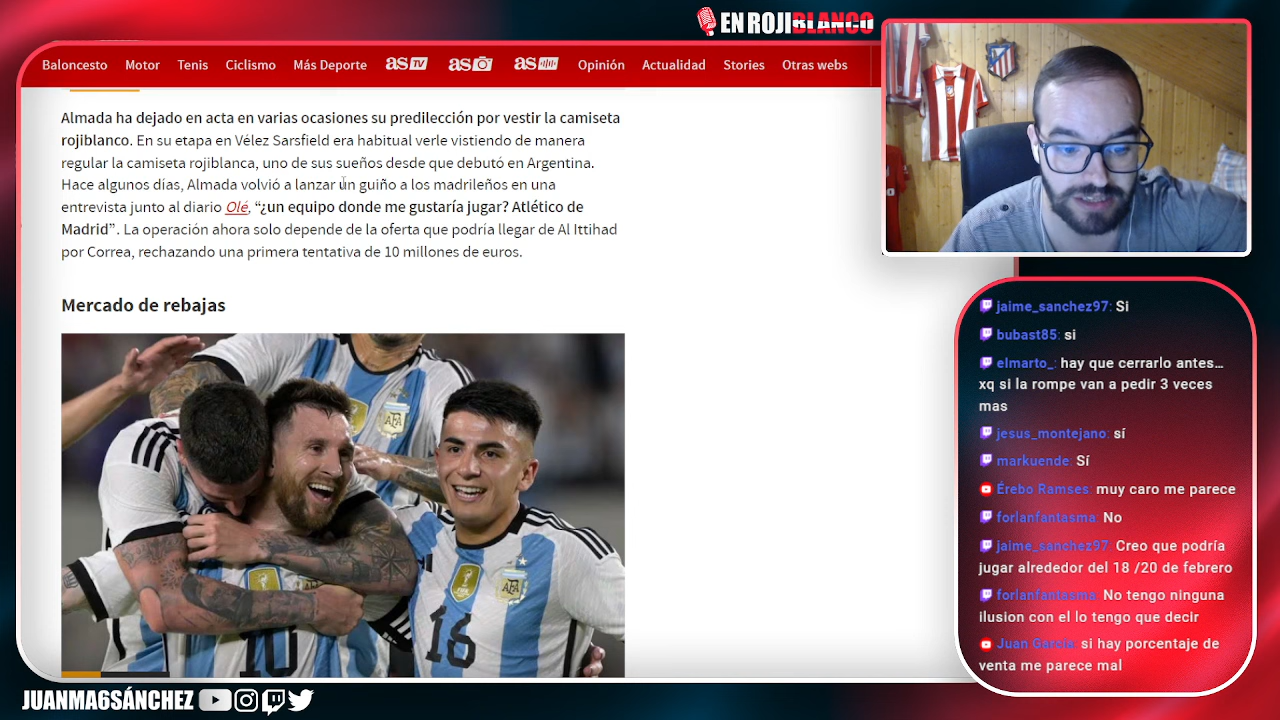 EN ROJIBLANCO
Baloncesto Motor Tenis Ciclismo Más Deporte as TV as as Opinión Actualidad Stories Otras webs
Almada ha dejado en acta en varias ocasiones su predilección por vestir la camiseta
rojiblanco. En su etapa en Vélez Sarsfield era habitual verle vistiendo de manera
regular la camiseta rojiblanca, uno de sus sueños desde que debutó en Argentina.
Hace algunos días, Almada volvió a lanzar un guiño a los madrileños en una
entrevista junto al diario Olé, “¿un equipo donde me gustaría jugar? Atlético de
Madrid”. La operación ahora solo depende de la oferta que podría llegar de Al Ittihad
por Correa, rechazando una primera tentativa de 10 millones de euros.
Mercado de rebajas
AFA
AFA
10
16
jaime_sanchez97: Si
bubast85: si
elmarto_: hay que cerrarlo antes...
xq si la rompe van a pedir 3 veces
mas
jesus_montejano: sí
markuende: Sí
Érebo Ramses: muy caro me parece
forlanfantasma: No
jaime_sanchez97: Creo que podría
jugar alrededor del 18 /20 de febrero
forlanfantasma: No tengo ninguna
ilusion con el lo tengo que decir
Juan García: si hay porcentaje de
venta me parece mal
JUANMA6SÁNCHEZ